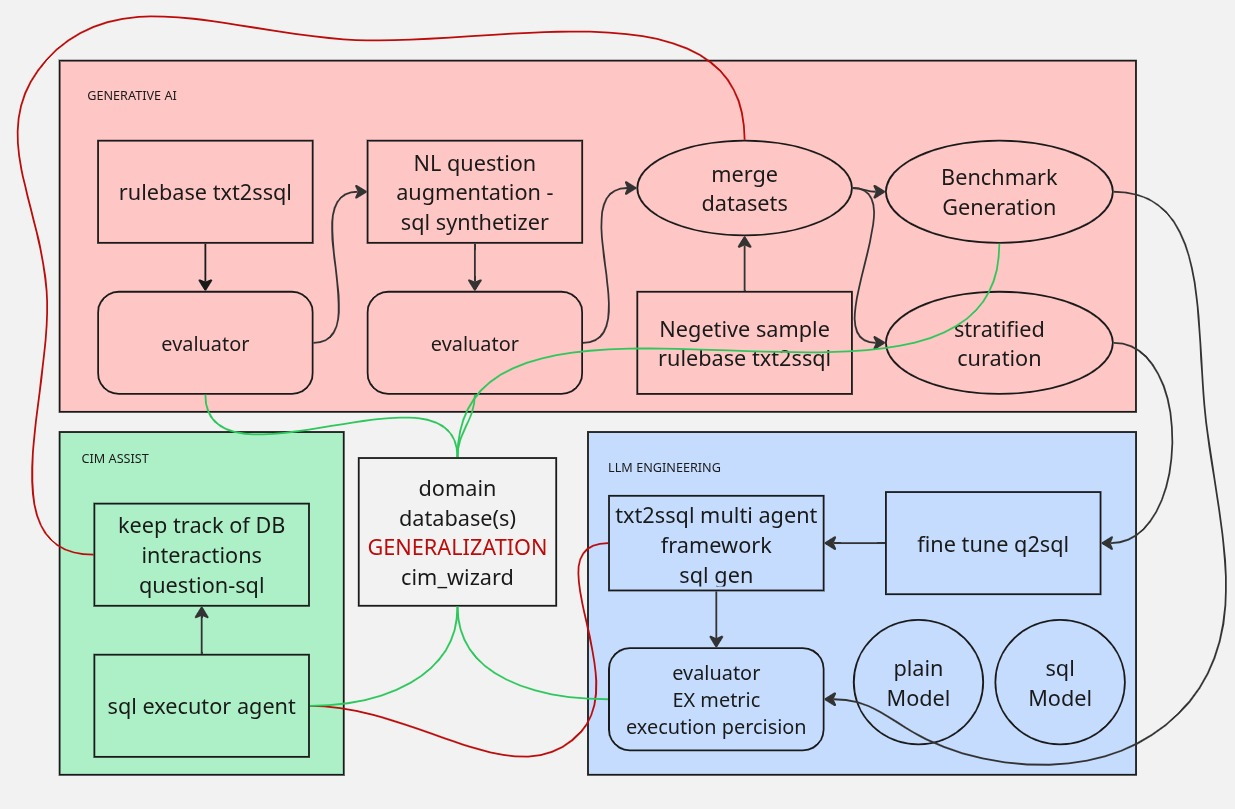 GENERATIVE AI
rulebase txt2ssql
NL question
augmentation -
sql synthetizer
merge
datasets
Benchmark
Generation
evaluator
evaluator
Negetive sample
rulebase txt2ssql
stratified
curation
CIM ASSIST
keep track of DB
interactions
question-sql
sql executor agent
domain
database(s)
GENERALIZATION
cim_wizard
LLM ENGINEERING
txt2ssql multi agent
framework
sql gen
fine tune q2sql
evaluator
EX metric
execution percision
plain
Model
sql
Model